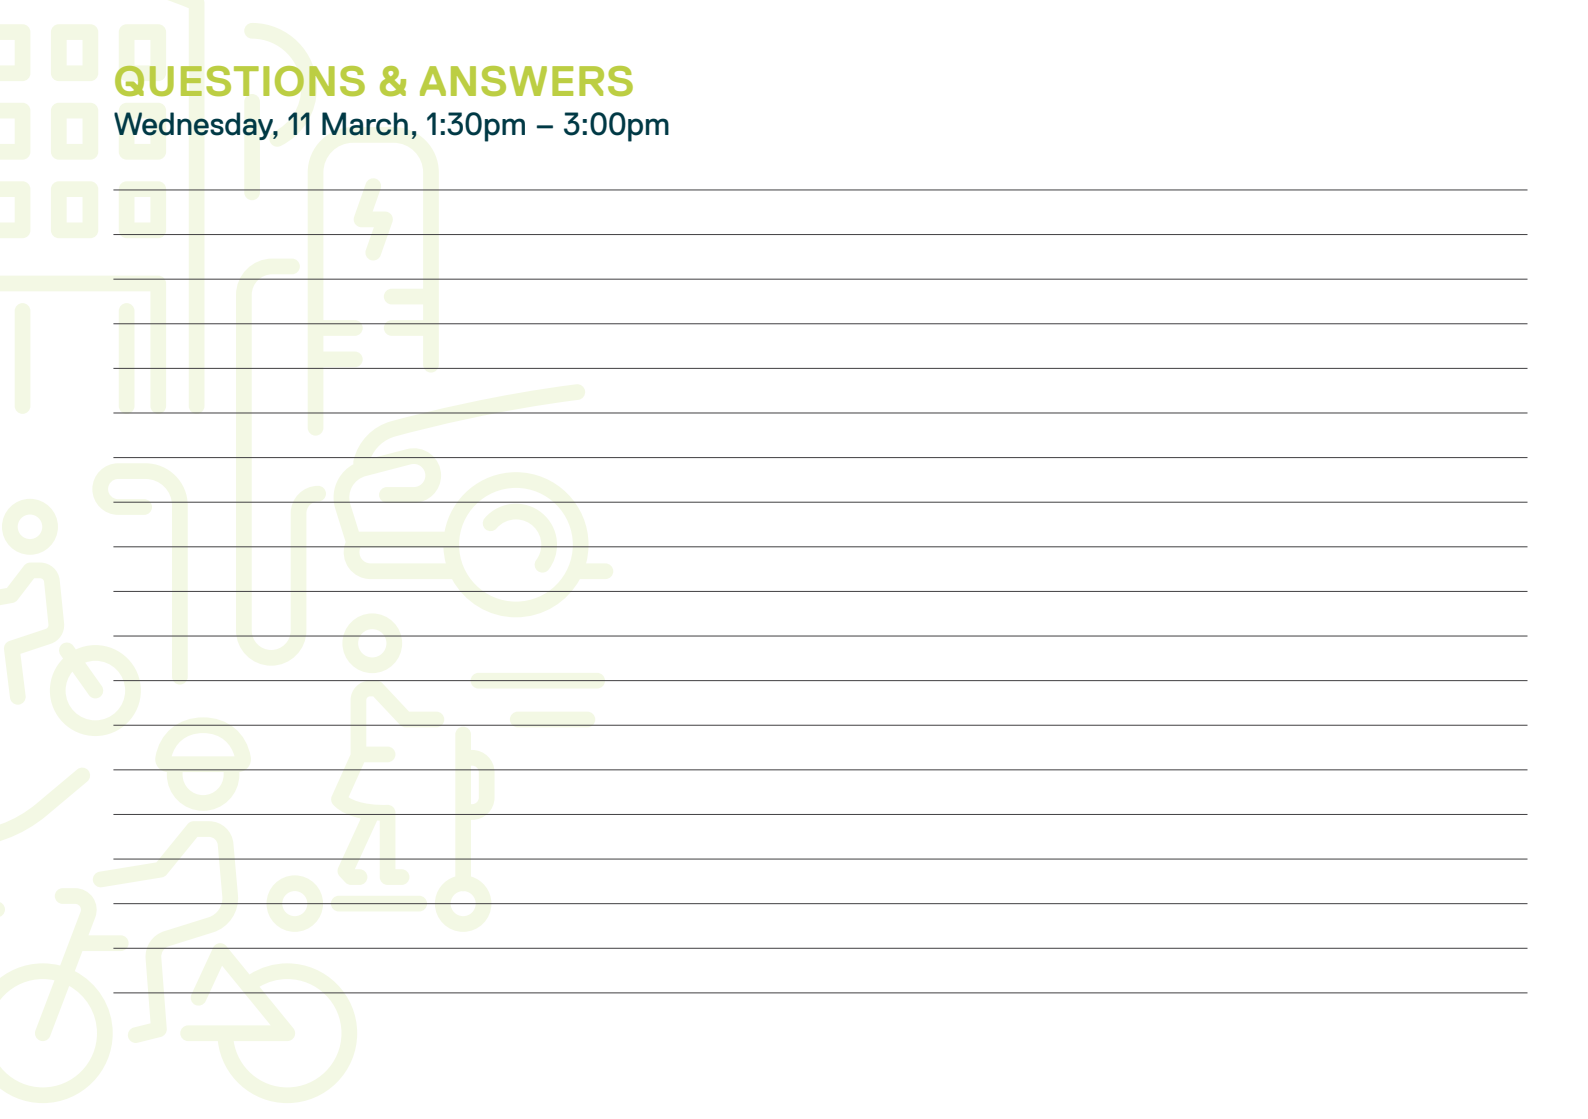 QUESTIONS & ANSWERS
Wednesday, 11 March, 1:30pm – 3:00pm